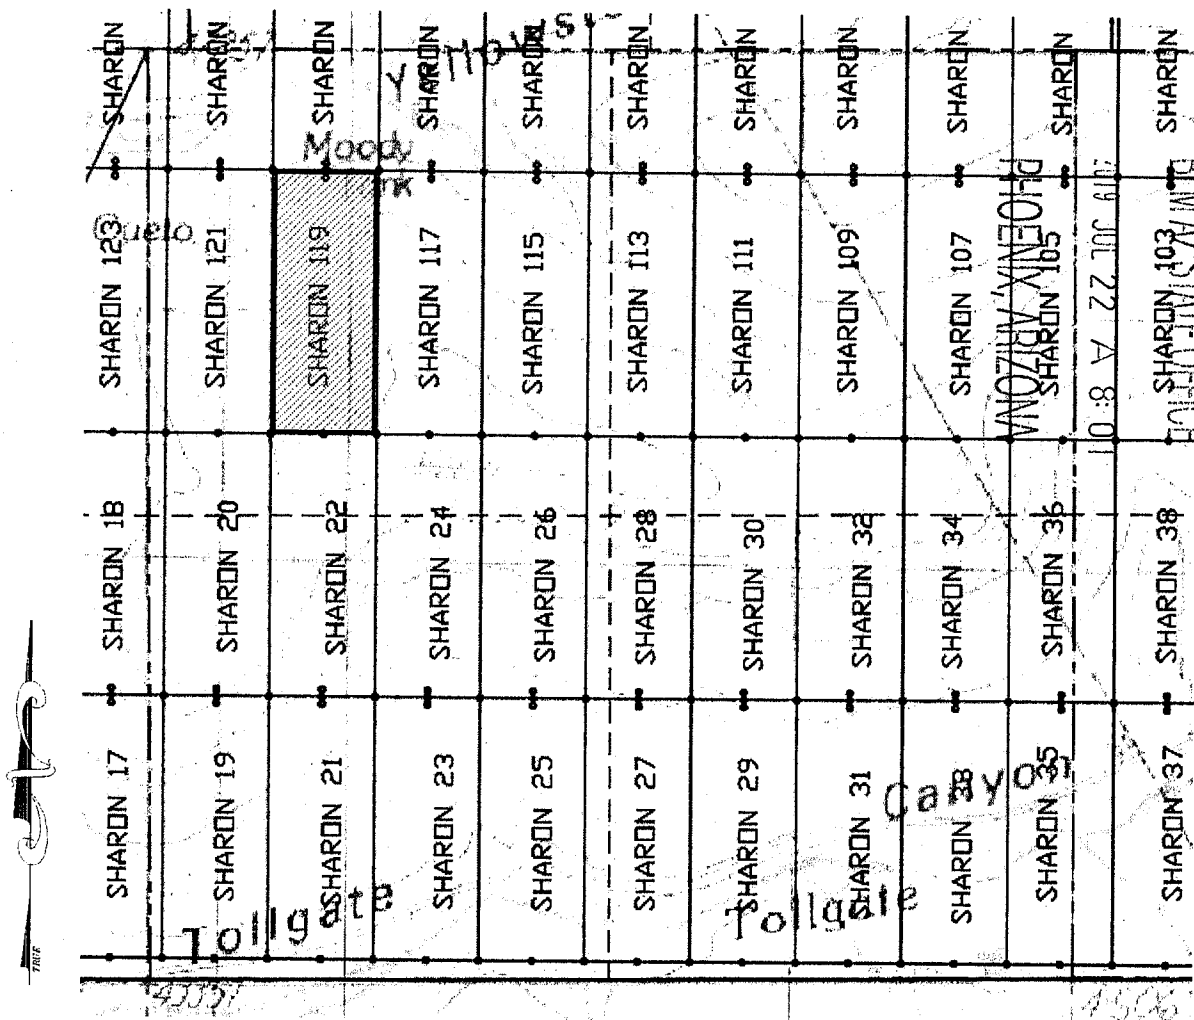 SHARON SHARON SHARON SHARON SHARON SHARON SHARON SHARON SHARON SHARON SHARON
Moody
SHARON 123 SHARON 121 SHARON 119 SHARON 117 SHARON 115 SHARON 113 SHARON 111 SHARON 109 SHARON 107 SHARON 105 SHARON 103
PHOENIX, ARIZONA
JUL 22 A 8:01
SHARON 18 SHARON 20 SHARON 22 SHARON 24 SHARON 26 SHARON 28 SHARON 30 SHARON 32 SHARON 34 SHARON 36 SHARON 38
SHARON 17 SHARON 19 SHARON 21 SHARON 23 SHARON 25 SHARON 27 SHARON 29 SHARON 31 SHARON 33 SHARON 35 SHARON 37
Canyon
Tollgate Tollgate
TRUE